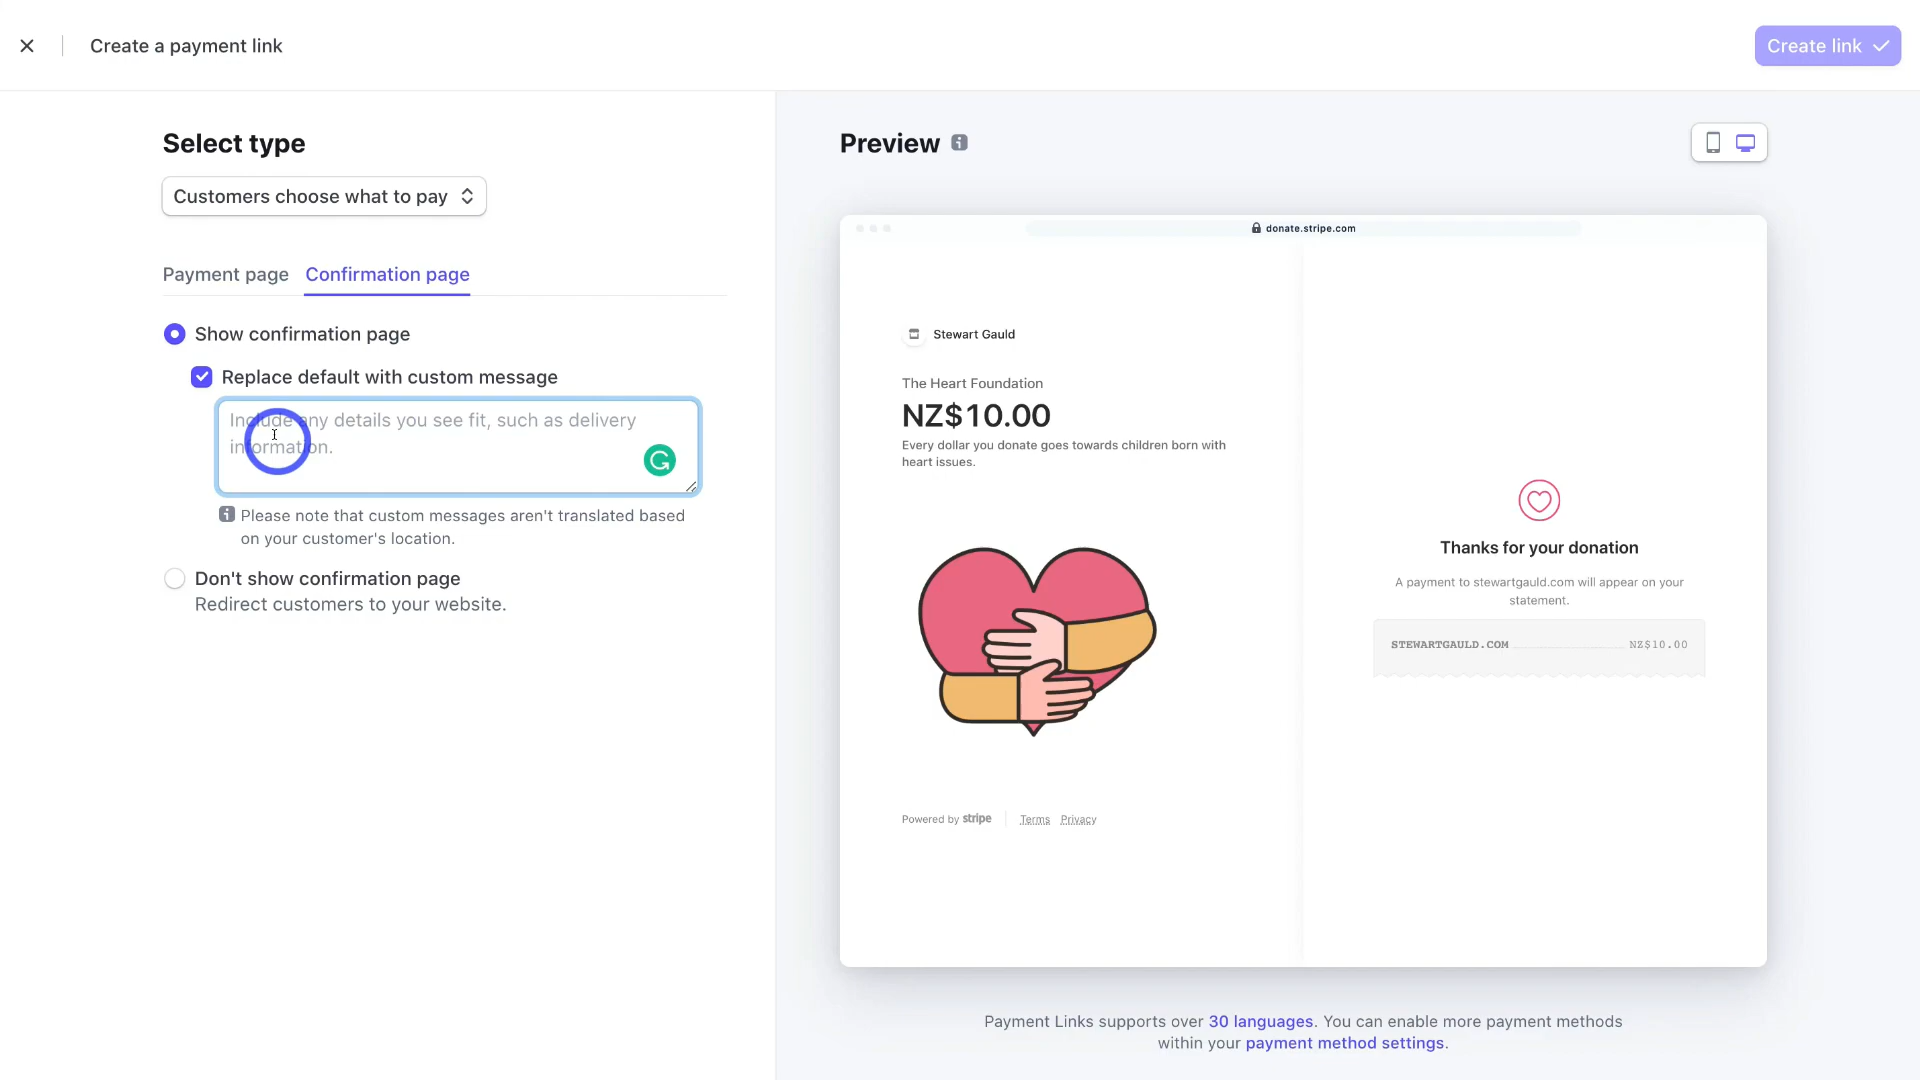 Create a payment link
Create link
Select type
Customers choose what to pay
Payment page
Confirmation page
Show confirmation page
Replace default with custom message
Include any details you see fit, such as delivery
information.
Please note that custom messages aren't translated based
on your customer's location.
Don't show confirmation page
Redirect customers to your website.
Preview
donate.stripe.com
Stewart Gauld
The Heart Foundation
NZ$10.00
Every dollar you donate goes towards children born with
heart issues.
Powered by stripe
Terms
Privacy
Thanks for your donation
A payment to stewartgauld.com will appear on your
statement.
STEWARTGAULD.COM
NZ$10.00
Payment Links supports over 30 languages. You can enable more payment methods
within your payment method settings.